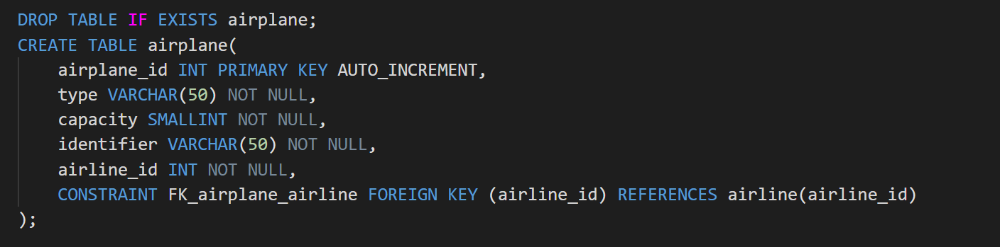 DROP TABLE IF EXISTS airplane;
CREATE TABLE airplane(
    airplane_id INT PRIMARY KEY AUTO_INCREMENT,
    type VARCHAR(50) NOT NULL,
    capacity SMALLINT NOT NULL,
    identifier VARCHAR(50) NOT NULL,
    airline_id INT NOT NULL,
    CONSTRAINT FK_airplane_airline FOREIGN KEY (airline_id) REFERENCES airline(airline_id)
);